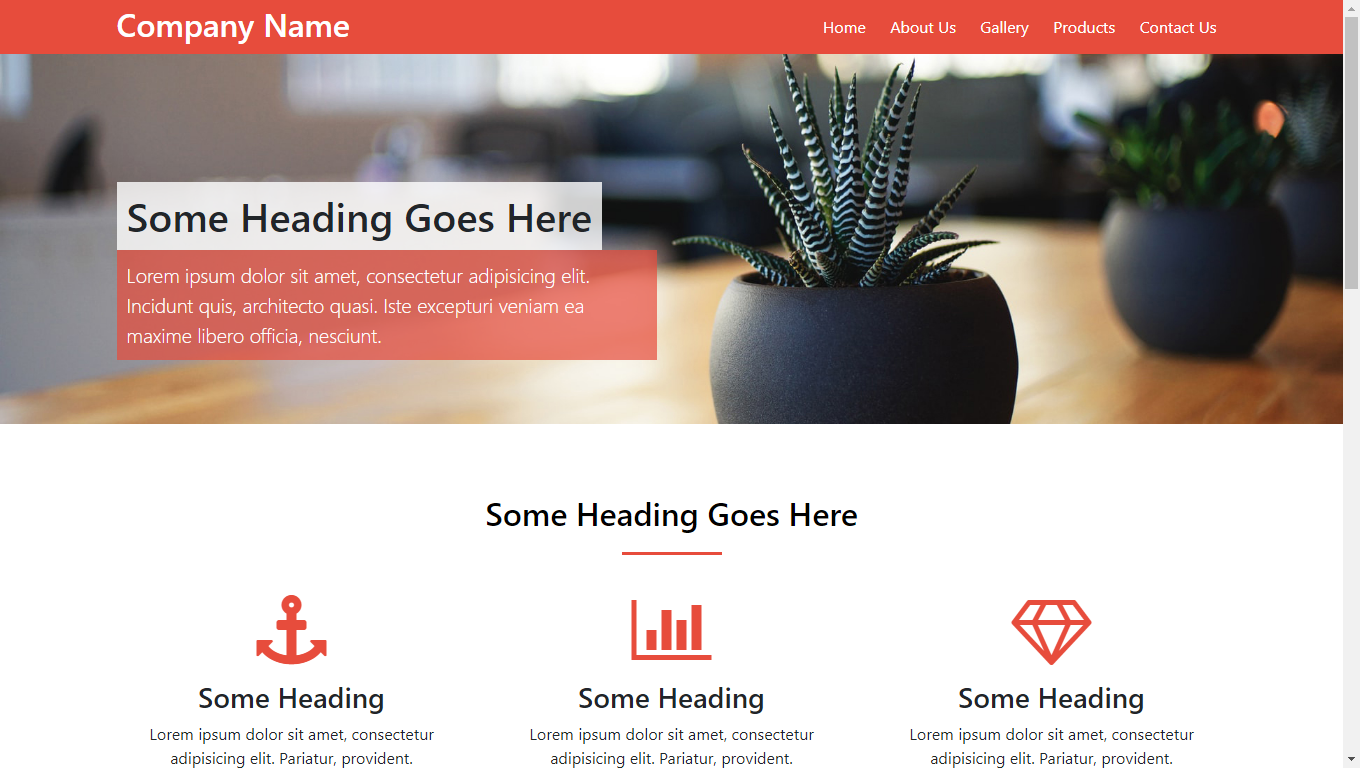 Company Name
Home About Us Gallery Products Contact Us
Some Heading Goes Here
Lorem ipsum dolor sit amet, consectetur adipisicing elit.
Incidunt quis, architecto quasi. Iste excepturi veniam ea
maxime libero officia, nesciunt.
Some Heading Goes Here
Some Heading
Lorem ipsum dolor sit amet, consectetur
adipisicing elit. Pariatur, provident.
Some Heading
Lorem ipsum dolor sit amet, consectetur
adipisicing elit. Pariatur, provident.
Some Heading
Lorem ipsum dolor sit amet, consectetur
adipisicing elit. Pariatur, provident.